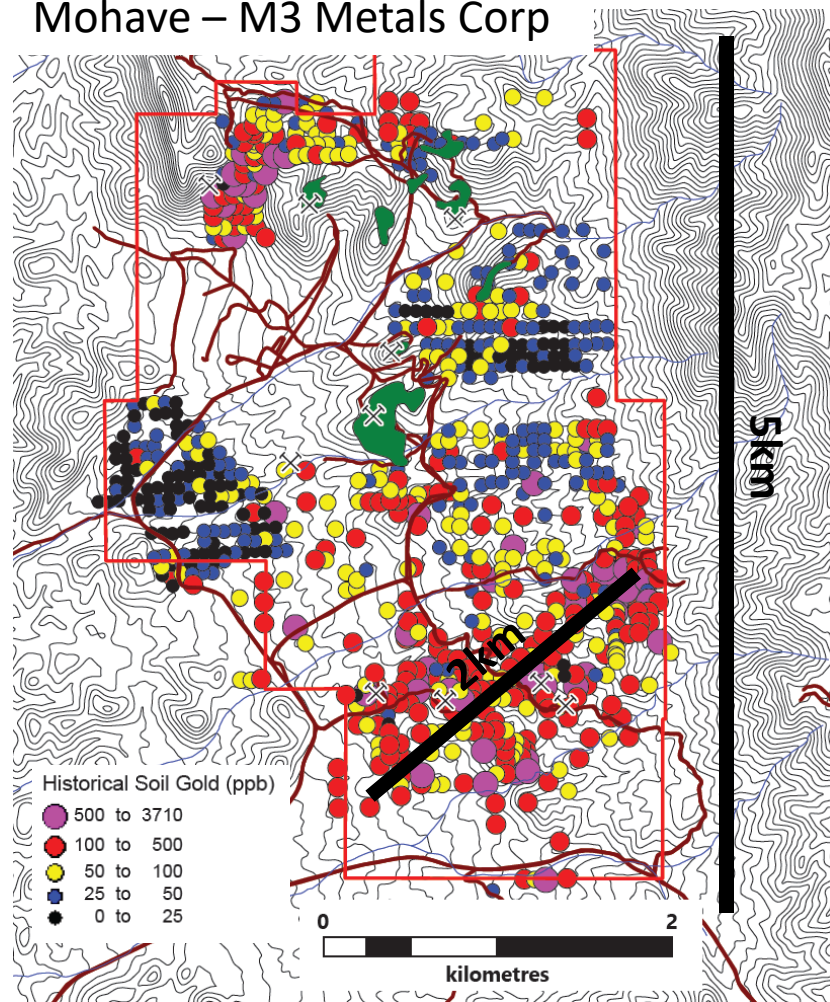 Mohave – M3 Metals Corp
5km
2km
Historical Soil Gold (ppb)
500 to 3710
100 to 500
50 to 100
25 to 50
0 to 25
0 2
kilometres